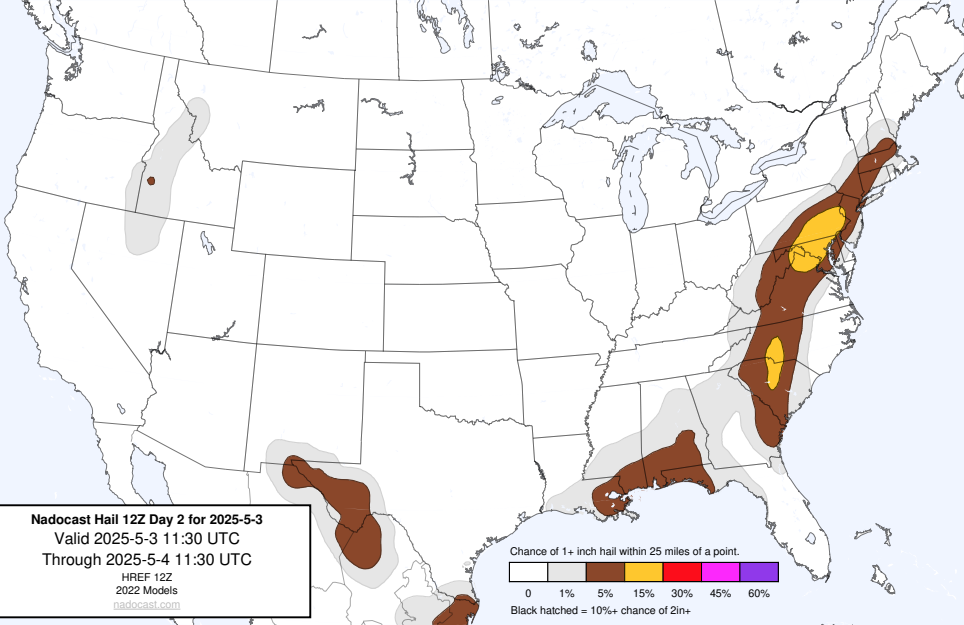 Nadocast Hail 12Z Day 2 for 2025-5-3
Valid 2025-5-3 11:30 UTC
Through 2025-5-4 11:30 UTC
HREF 12Z
2022 Models
nadocast.com
Chance of 1+ inch hail within 25 miles of a point.
0 1% 5% 15% 30% 45% 60%
Black hatched = 10%+ chance of 2in+